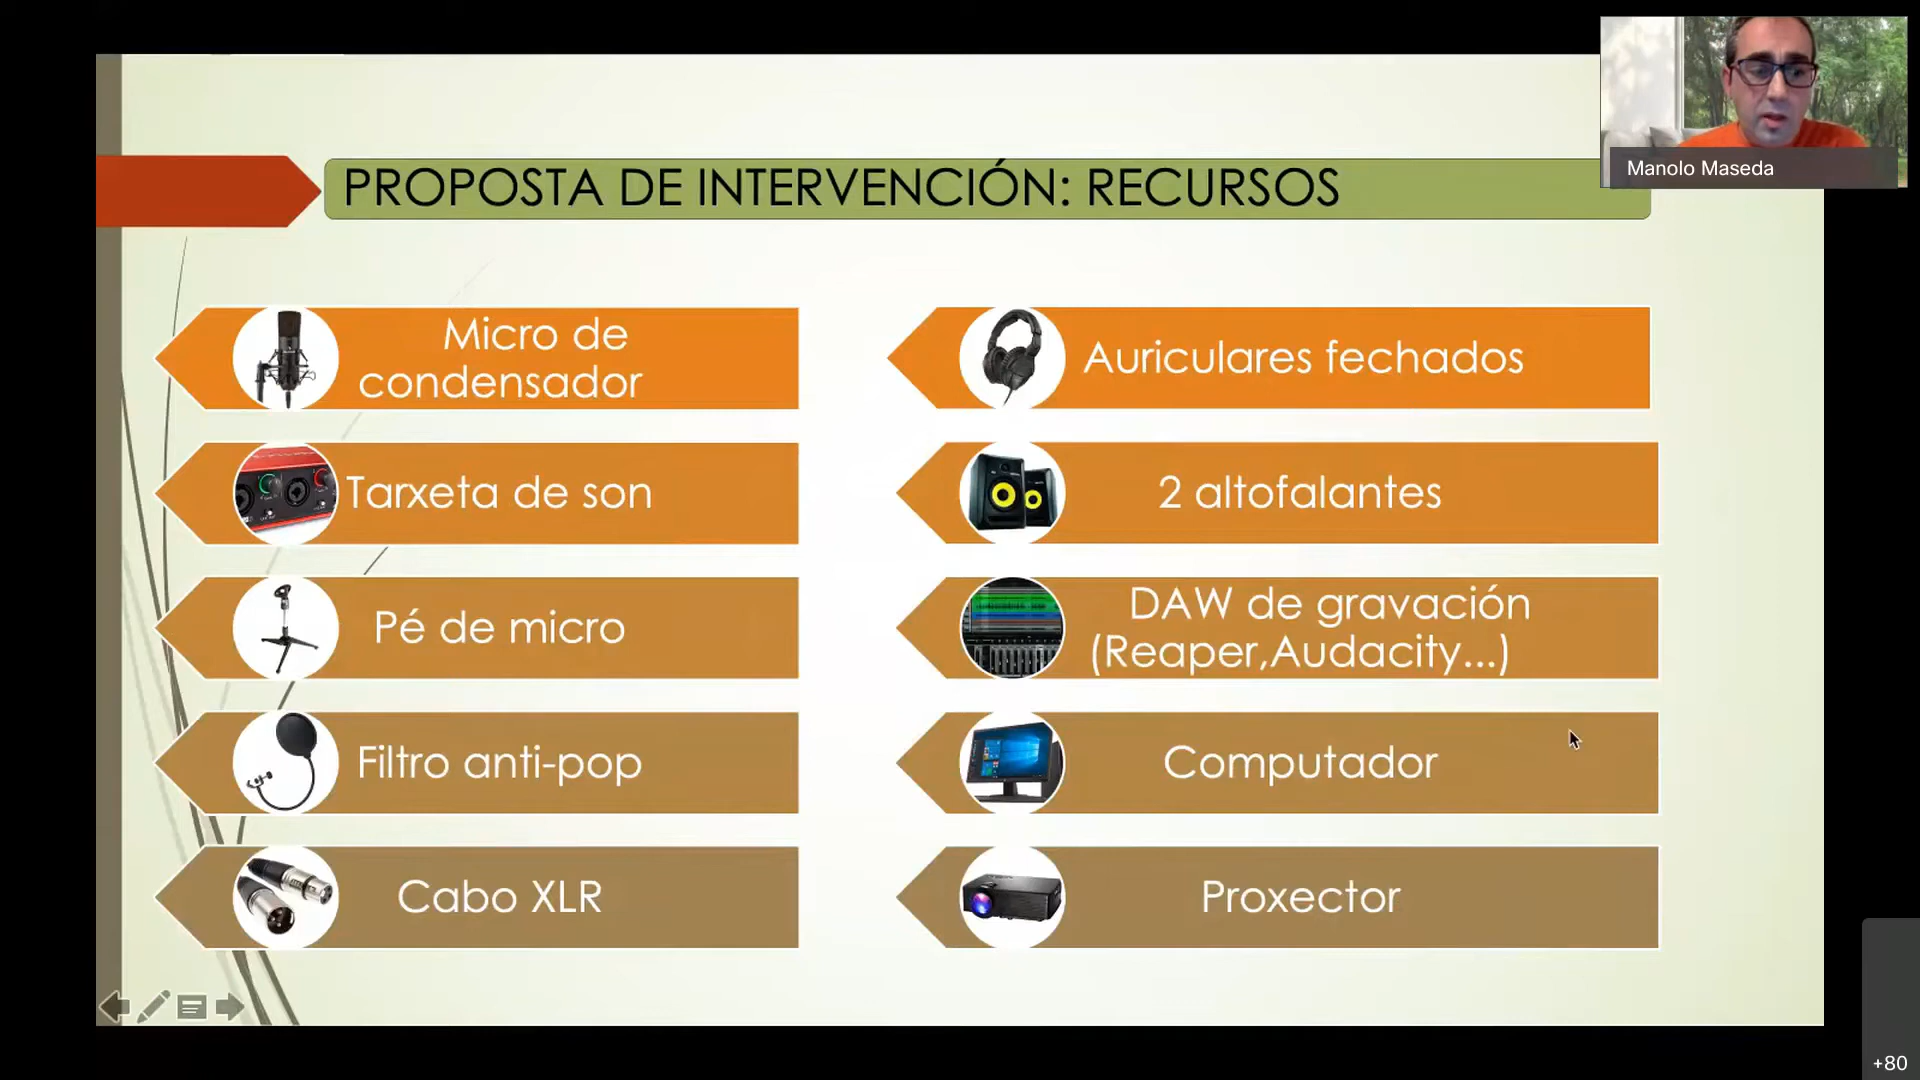 Manolo Maseda
PROPOSTA DE INTERVENCIÓN: RECURSOS
Micro de
condensador
Tarxeta de son
Pé de micro
Filtro anti-pop
Cabo XLR
Auriculares fechados
2 altofalantes
DAW de gravación
(Reaper,Audacity...)
Computador
Proxector
+80